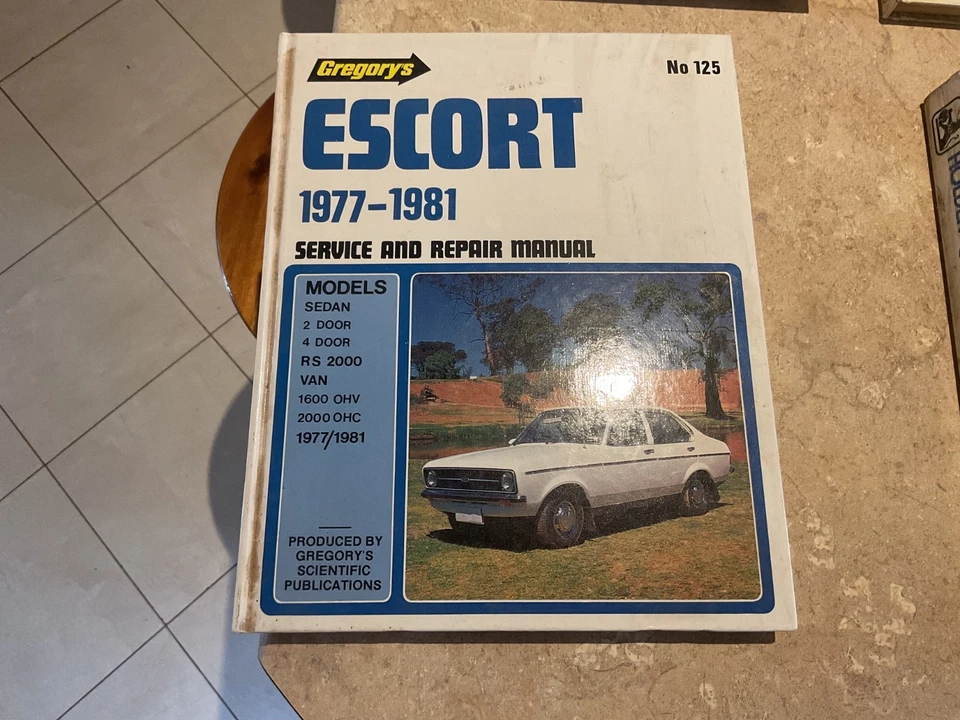 Gregory's
No 125
ESCORT
1977-1981
SERVICE AND REPAIR MANUAL
MODELS
SEDAN
2 DOOR
4 DOOR
RS 2000
VAN
1600 OHV
2000 OHC
1977/1981
PRODUCED BY
GREGORY'S
SCIENTIFIC
PUBLICATIONS